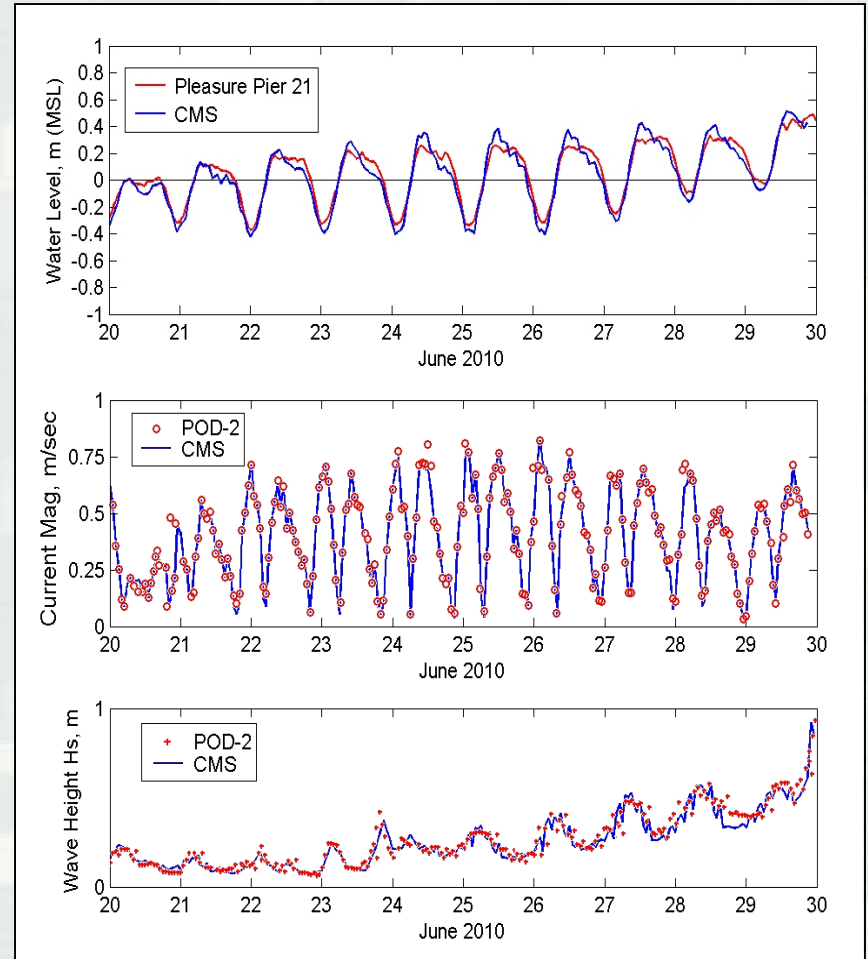 1
0.8
0.6
0.4
0.2
0
-0.2
-0.4
-0.6
-0.8
-1
Water Level, m (MSL)
Pleasure Pier 21
CMS
20 21 22 23 24 25 26 27 28 29 30
June 2010
1
0.75
0.5
0.25
0
Current Mag, m/sec
POD-2
CMS
20 21 22 23 24 25 26 27 28 29 30
June 2010
1
0
Wave Height Hs, m
POD-2
CMS
20 21 22 23 24 25 26 27 28 29 30
June 2010